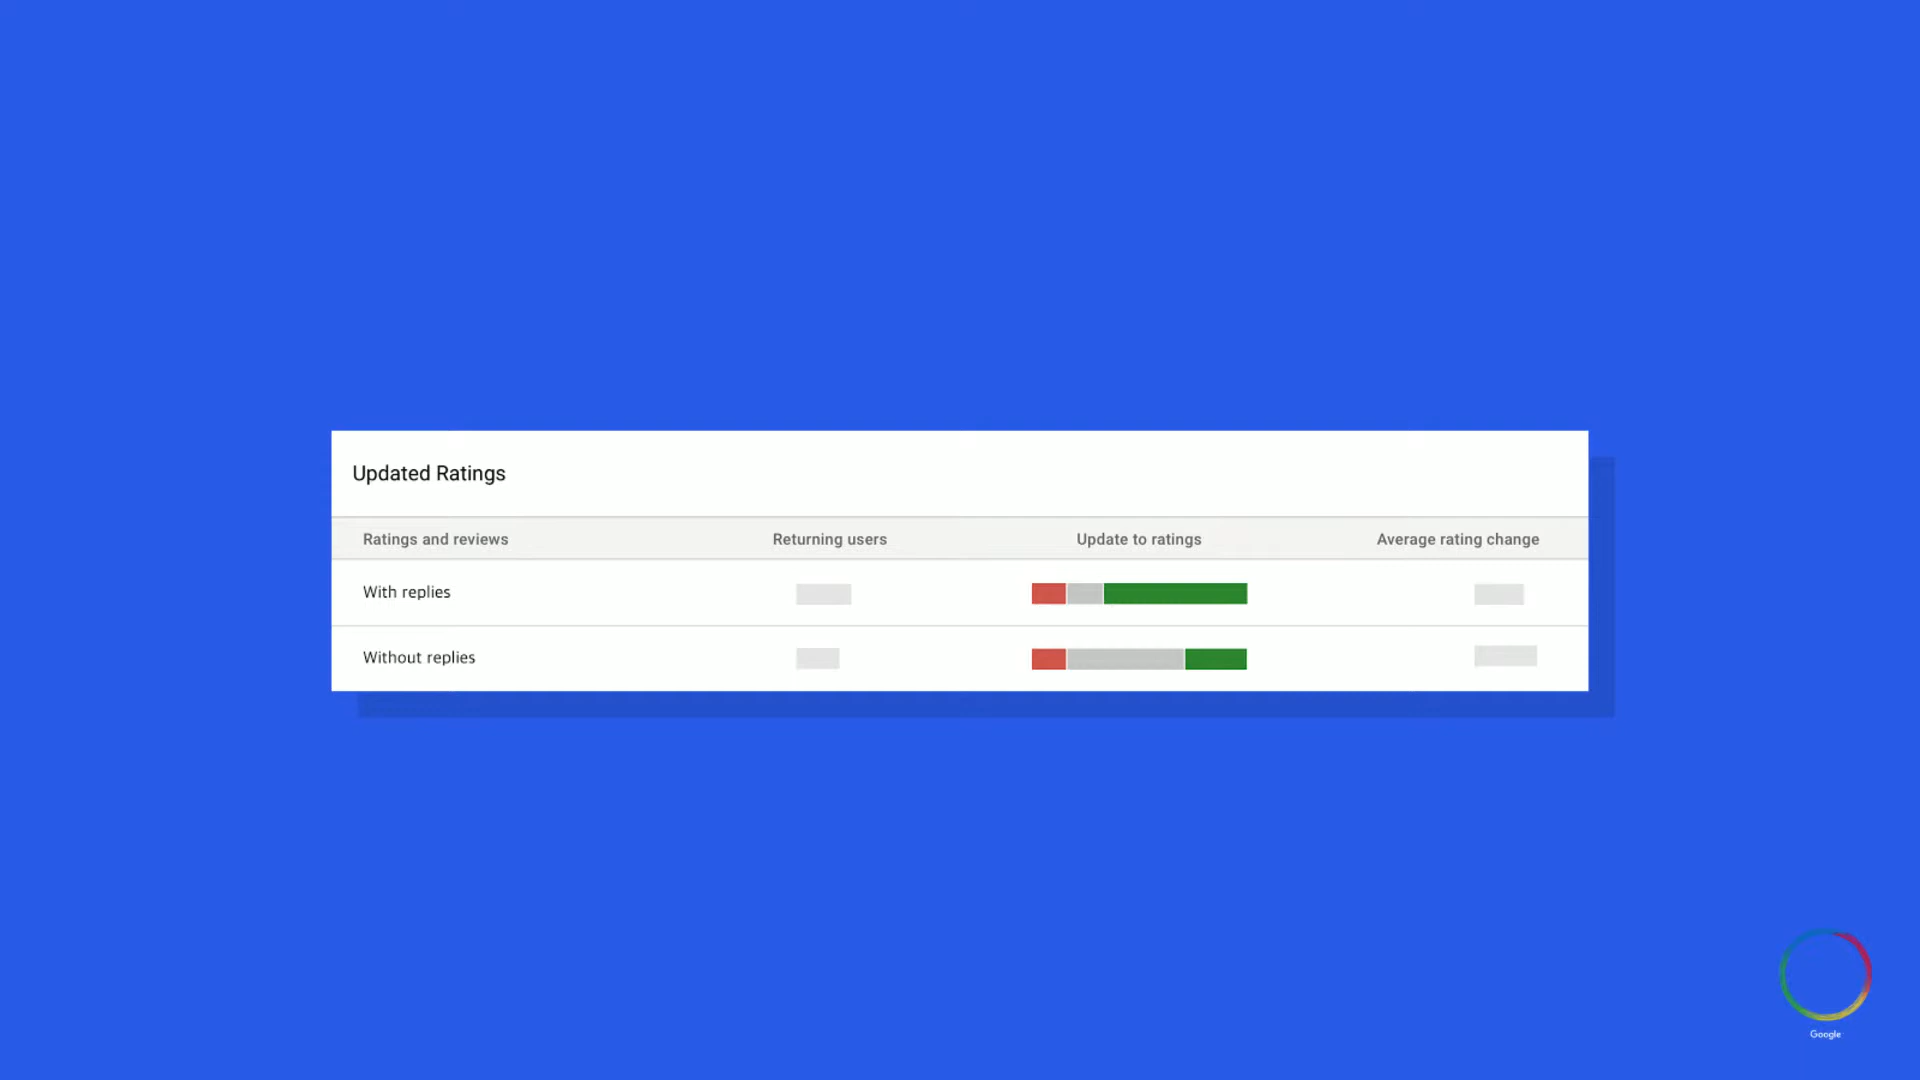 Updated Ratings
Ratings and reviews Returning users Update to ratings Average rating change
With replies
Without replies
Google